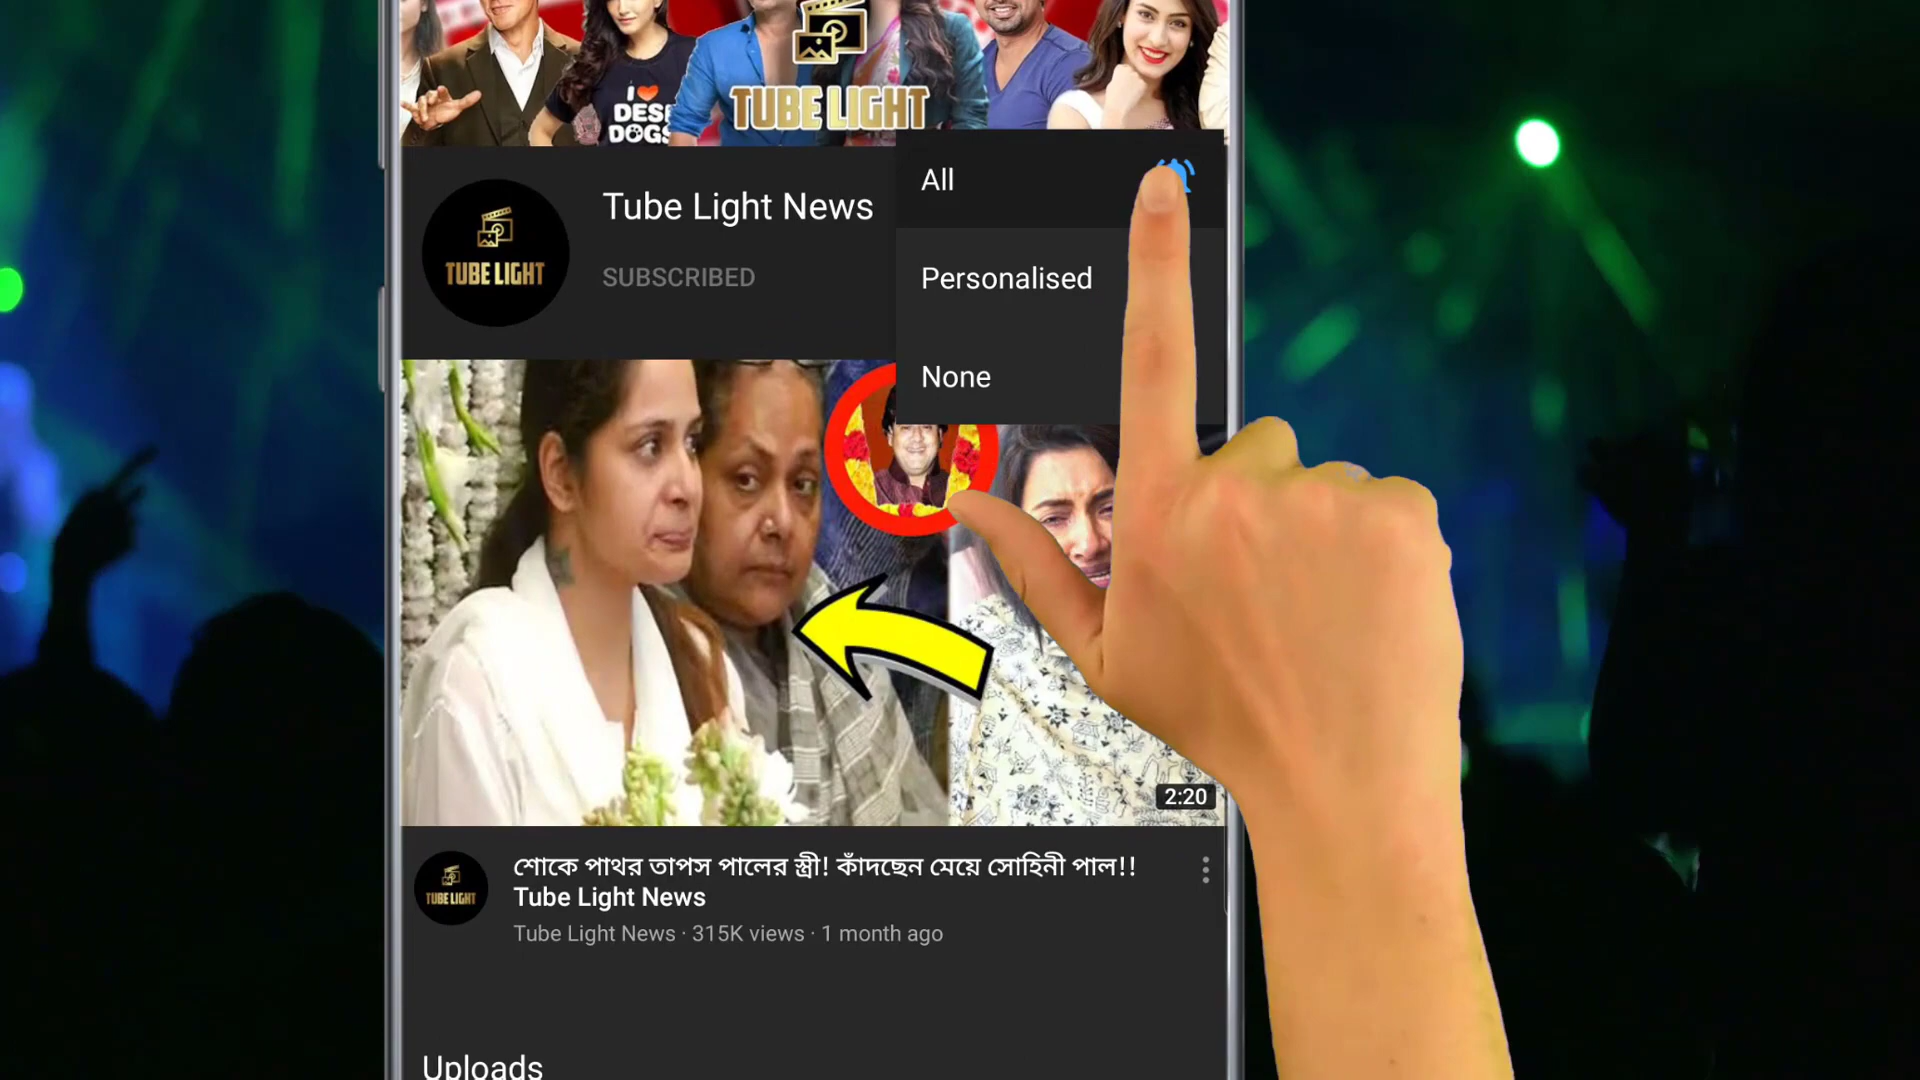 I ❤ 
DESI
DOGS
TUBE LIGHT
All
Tube Light News
TUBE LIGHT
SUBSCRIBED
Personalised
None
2:20
শোকে পাথর তাপস পালের স্ত্রী! কাঁদছেন মেয়ে সোহিনী পাল!!
Tube Light News
TUBE LIGHT
Tube Light News · 315K views · 1 month ago
Uploads